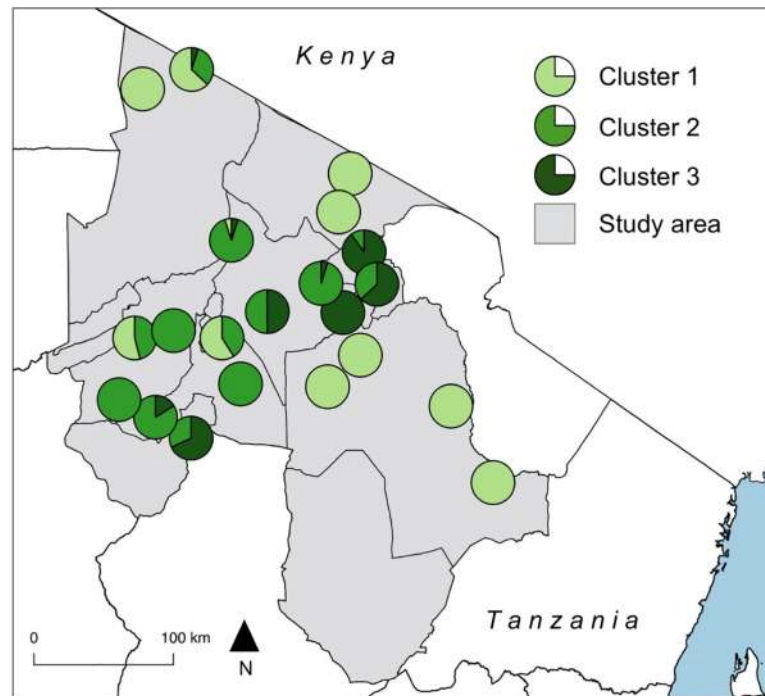 Kenya
Cluster 1
Cluster 2
Cluster 3
Study area
Tanzania
0 100 km
N